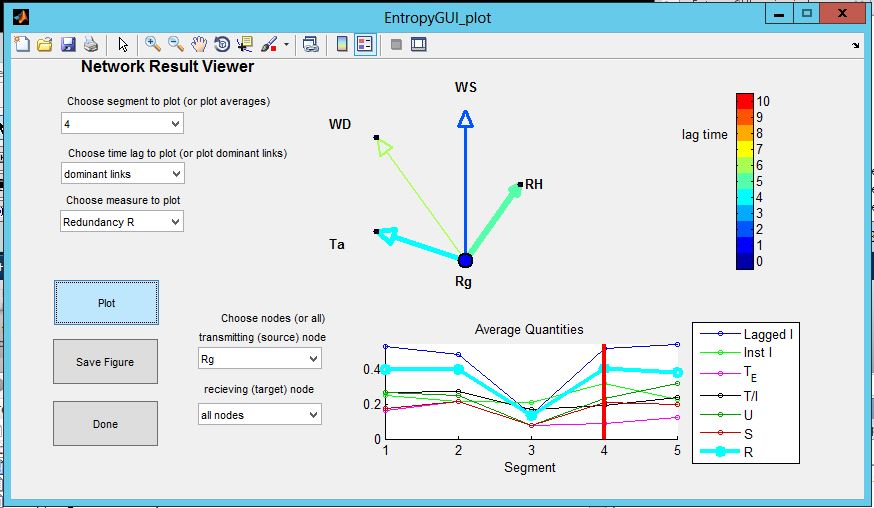 EntropyGUI_plot
Network Result Viewer
Choose segment to plot (or plot averages)
4
Choose time lag to plot (or plot dominant links)
dominant links
Choose measure to plot
Redundancy R
Plot
Save Figure
Done
Choose nodes (or all)
transmitting (source) node
Rg
recieving (target) node
all nodes
WS
WD
RH
Ta
Rg
lag time
10
9
8
7
6
5
4
3
2
1
0
Average Quantities
0.4
0.2
0
1 2 3 4 5
Segment
Lagged I
Inst I
TE
T/I
U
S
R